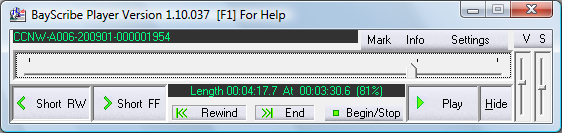 BayScribe Player Version 1.10.037 [F1] For Help
CCNW-A006-200901-000001954
Mark Info Settings V S
Length 00:04:17.7 At 00:03:30.6 (81%)
Short RW Short FF Rewind End Begin/Stop Play Hide